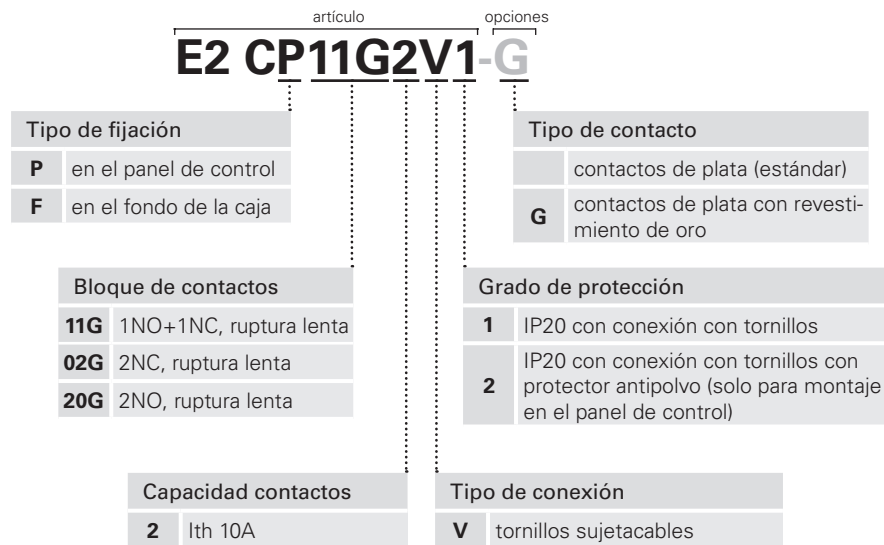 artículo
opciones
E2 CP11G2V1-G
Tipo de fijación
P en el panel de control
F en el fondo de la caja
Tipo de contacto
contactos de plata (estándar)
G contactos de plata con revesti-
miento de oro
Bloque de contactos
11G 1NO+1NC, ruptura lenta
02G 2NC, ruptura lenta
20G 2NO, ruptura lenta
Grado de protección
1 IP20 con conexión con tornillos
2 IP20 con conexión con tornillos con
protector antipolvo (solo para montaje
en el panel de control)
Capacidad contactos
2 Ith 10A
Tipo de conexión
V tornillos sujetacables